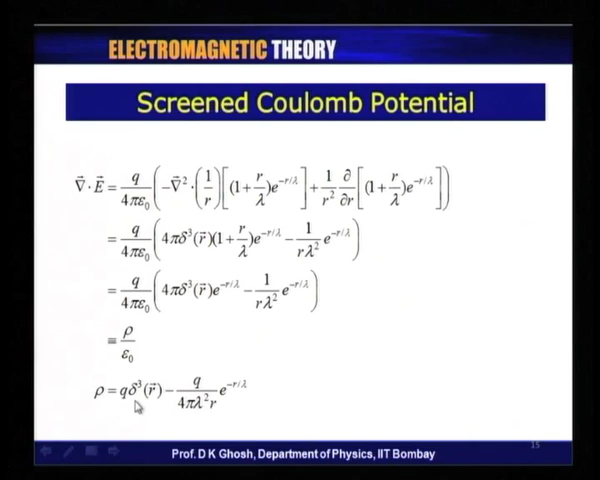 ELECTROMAGNETIC THEORY
Screened Coulomb Potential
∇⃗ · E⃗ = q/4πε₀ ( −∇⃗² · (1/r) [ (1 + r/λ)e^{−r/λ} ] + 1/r² ∂/∂r [ (1 + r/λ)e^{−r/λ} ] )
= q/4πε₀ ( 4πδ³(r⃗)(1 + r/λ)e^{−r/λ} − 1/rλ² e^{−r/λ} )
= q/4πε₀ ( 4πδ³(r⃗)e^{−r/λ} − 1/rλ² e^{−r/λ} )
≡ ρ/ε₀
ρ = qδ³(r⃗) − q/4πλ²r e^{−r/λ}
15
Prof. D K Ghosh, Department of Physics, IIT Bombay